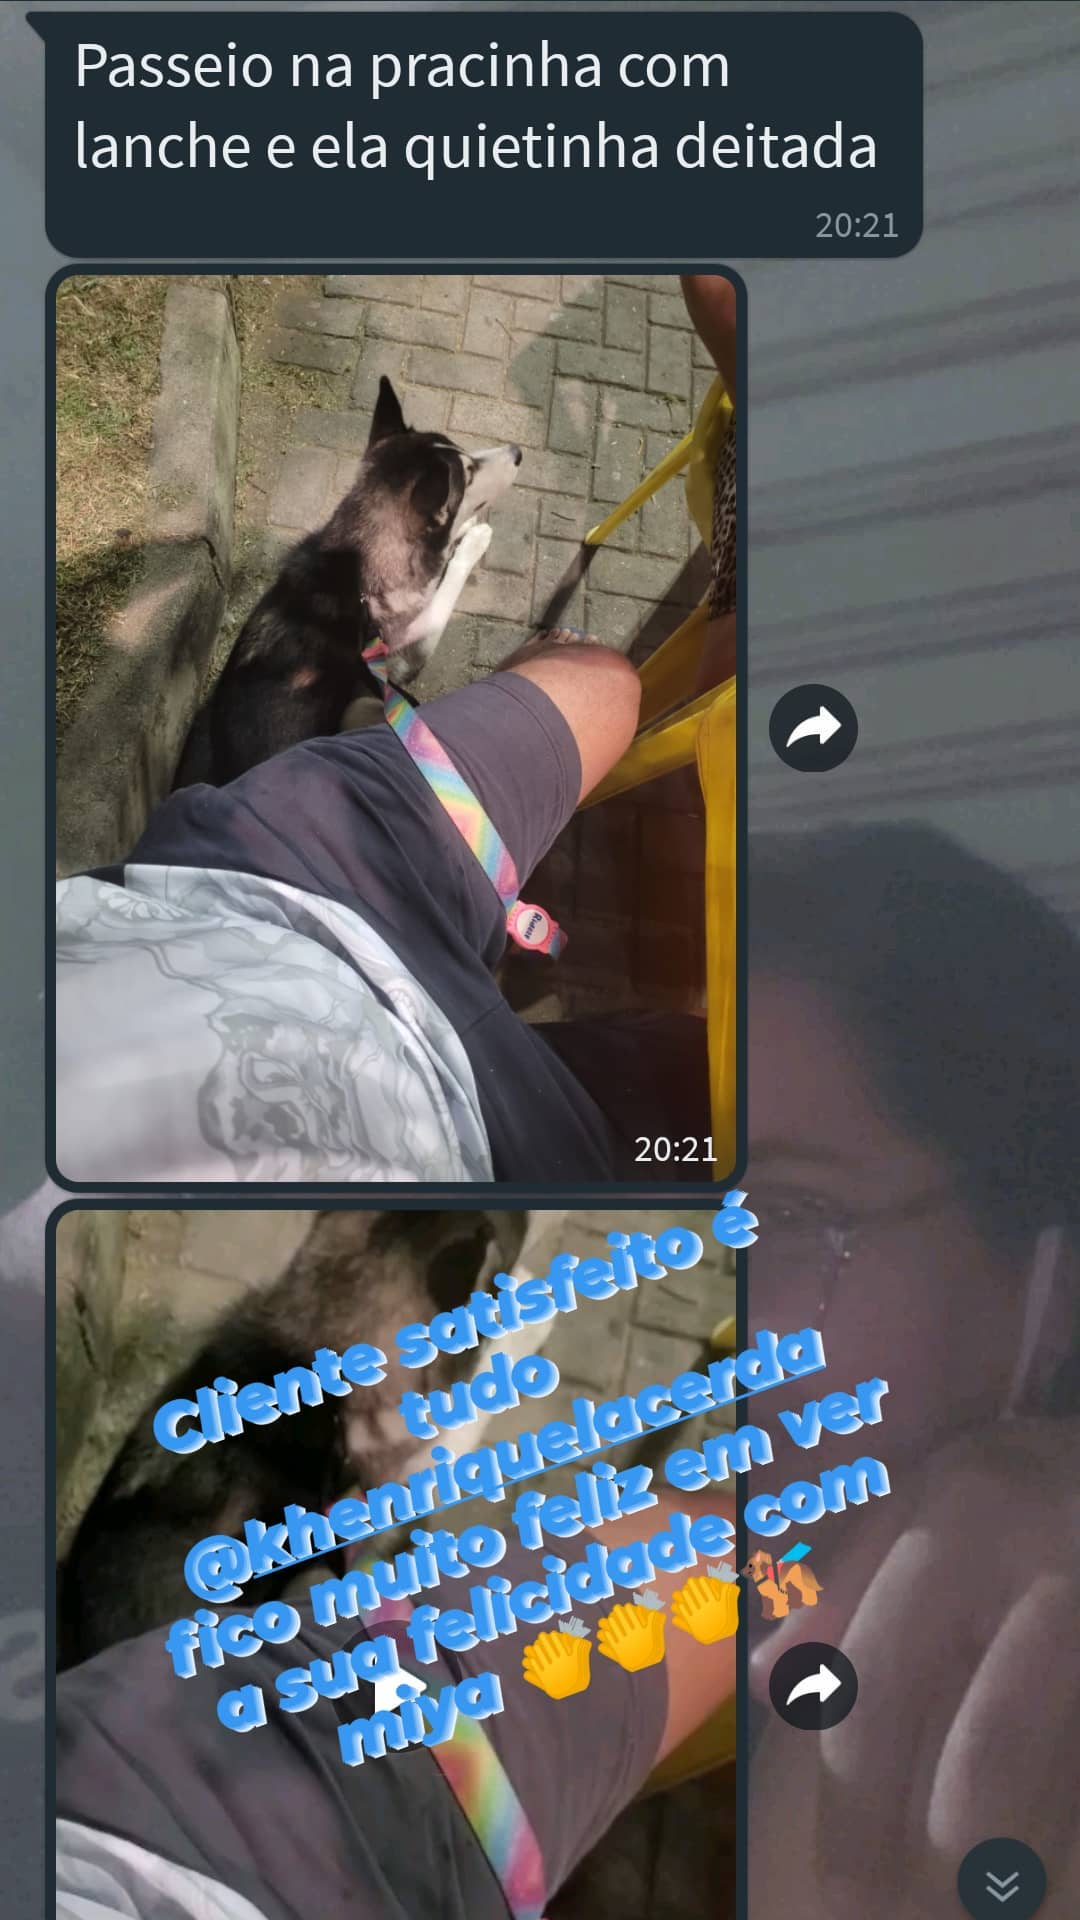 Passeio na pracinha com
lanche e ela quietinha deitada
20:21
20:21
Cliente satisfeito é
tudo
@khenriquelacerda
fico muito feliz em ver
a sua felicidade com
miya 👏👏👏🐕‍🦺